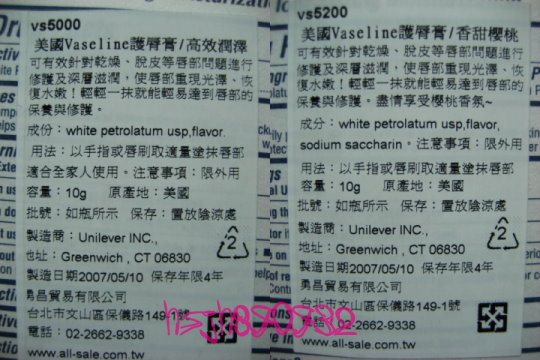 vs5000
美國Vaseline護唇膏/高效潤澤
可有效針對乾燥、脫皮等唇部問題進行
修護及深層滋潤，使唇部重現光澤、恢
復水嫩！輕輕一抹就能輕易達到唇部的
保養與修護。
成份：white petrolatum usp,flavor.
用法：以手指或唇刷取適量塗抹唇部
適合全家人使用。注意事項：限外用
容量：10g 原產地：美國
批號：如瓶所示 保存：置放陰涼處
製造商：Unilever INC.,
地址：Greenwich , CT 06830
製造日期2007/05/10 保存年限4年
勇昌貿易有限公司
台北市文山區保儀路149-1號
電話：02-2662-9338
www.all-sale.com.tw
2
vs5200
美國Vaseline護唇膏/香甜櫻桃
可有效針對乾燥、脫皮等唇部問題進行
修護及深層滋潤，使唇部重現光澤、恢
復水嫩！輕輕一抹就能輕易達到唇部的
保養與修護。盡情享受櫻桃香氛~
成份：white petrolatum usp,flavor,
sodium saccharin。注意事項：限外用
用法：以手指或唇刷取適量塗抹唇部
容量：10g 原產地：美國
批號：如瓶所示 保存：置放陰涼處
製造商：Unilever INC.,
地址：Greenwich , CT 06830
製造日期2007/05/10 保存年限4年
勇昌貿易有限公司
台北市文山區保儀路149-1號
電話：02-2662-9338
www.all-sale.com.tw
2